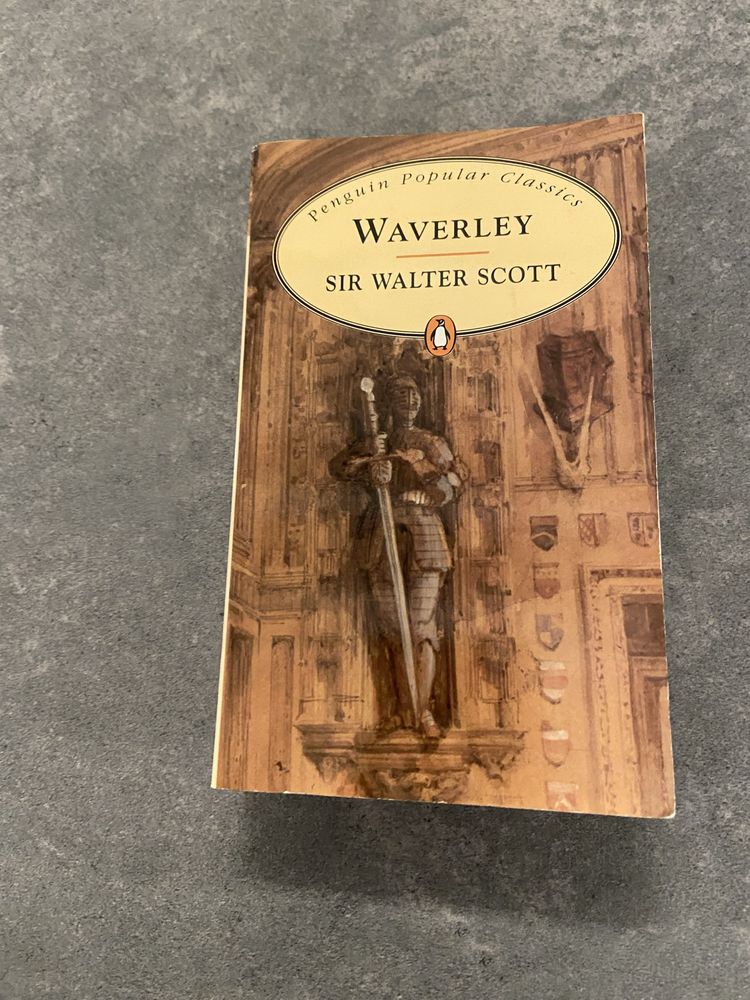 Penguin Popular Classics
WAVERLEY
SIR WALTER SCOTT